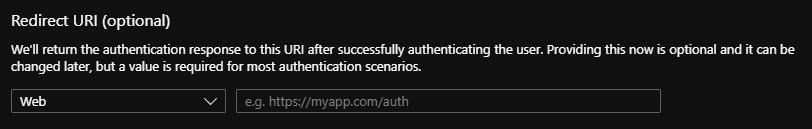 Redirect URI (optional)
We'll return the authentication response to this URI after successfully authenticating the user. Providing this now is optional and it can be
changed later, but a value is required for most authentication scenarios.
Web
e.g. https://myapp.com/auth